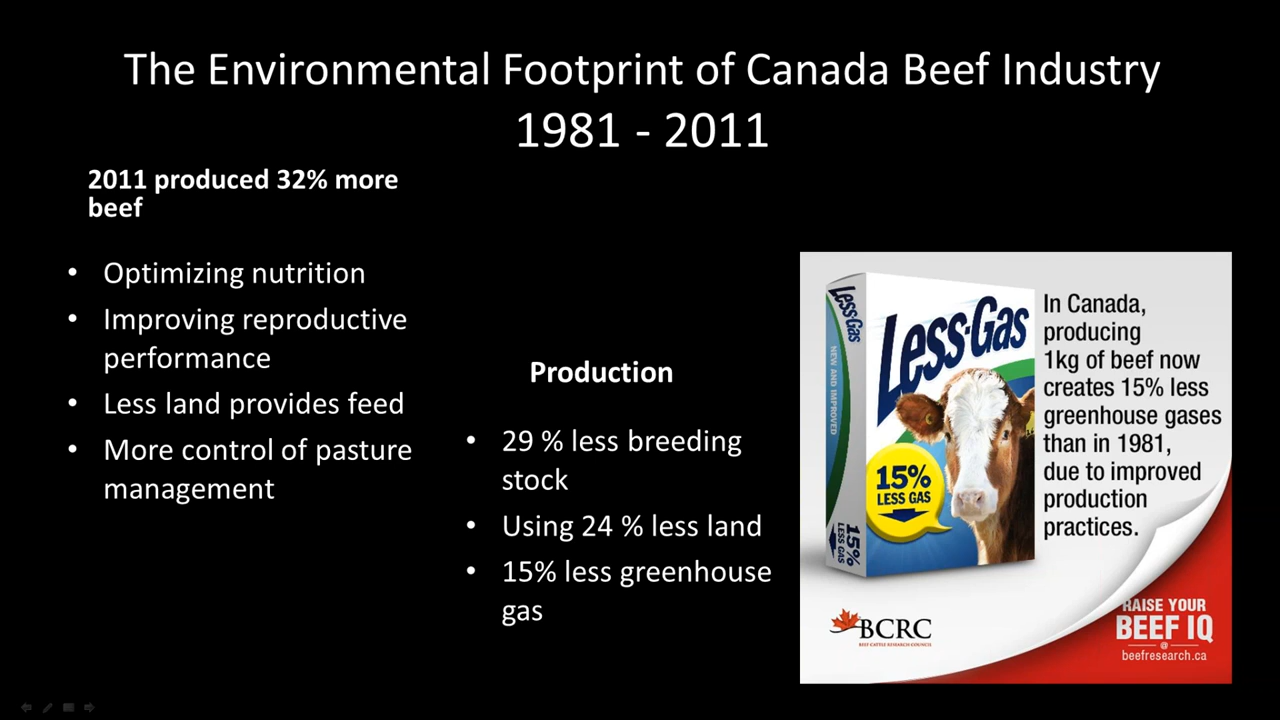 The Environmental Footprint of Canada Beef Industry
1981 - 2011
2011 produced 32% more
beef
• Optimizing nutrition
• Improving reproductive
performance
• Less land provides feed
• More control of pasture
management
Production
• 29 % less breeding
stock
• Using 24 % less land
• 15% less greenhouse
gas
Less-Gas
NEW AND IMPROVED
15%
LESS GAS
Less-Gas
15%
LESS GAS
In Canada,
producing
1kg of beef now
creates 15% less
greenhouse gases
than in 1981,
due to improved
production
practices.
BCRC
BEEF CATTLE RESEARCH COUNCIL
RAISE YOUR
BEEF IQ
@
beefresearch.ca